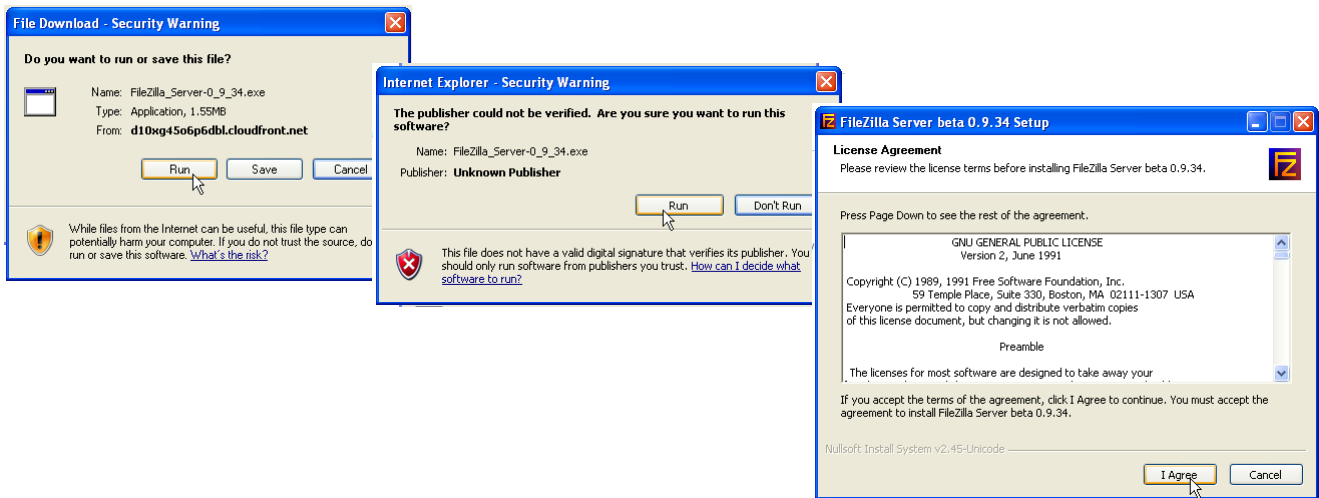 File Download - Security Warning
Do you want to run or save this file?
Name: FileZilla_Server-0_9_34.exe
Type: Application, 1.55MB
From: d10xg45o6p6dbl.cloudfront.net
Run
Save
Cancel
While files from the Internet can be useful, this file type can
potentially harm your computer. If you do not trust the source, do
run or save this software. What's the risk?
Internet Explorer - Security Warning
The publisher could not be verified. Are you sure you want to run this
software?
Name: FileZilla_Server-0_9_34.exe
Publisher: Unknown Publisher
Run
Don't Run
This file does not have a valid digital signature that verifies its publisher. You
should only run software from publishers you trust. How can I decide what
software to run?
FileZilla Server beta 0.9.34 Setup
License Agreement
Please review the license terms before installing FileZilla Server beta 0.9.34.
FZ
Press Page Down to see the rest of the agreement.
GNU GENERAL PUBLIC LICENSE
Version 2, June 1991
Copyright (C) 1989, 1991 Free Software Foundation, Inc.
59 Temple Place, Suite 330, Boston, MA 02111-1307 USA
Everyone is permitted to copy and distribute verbatim copies
of this license document, but changing it is not allowed.
Preamble
The licenses for most software are designed to take away your
If you accept the terms of the agreement, click I Agree to continue. You must accept the
agreement to install FileZilla Server beta 0.9.34.
Nullsoft Install System v2.45-Unicode
I Agree
Cancel